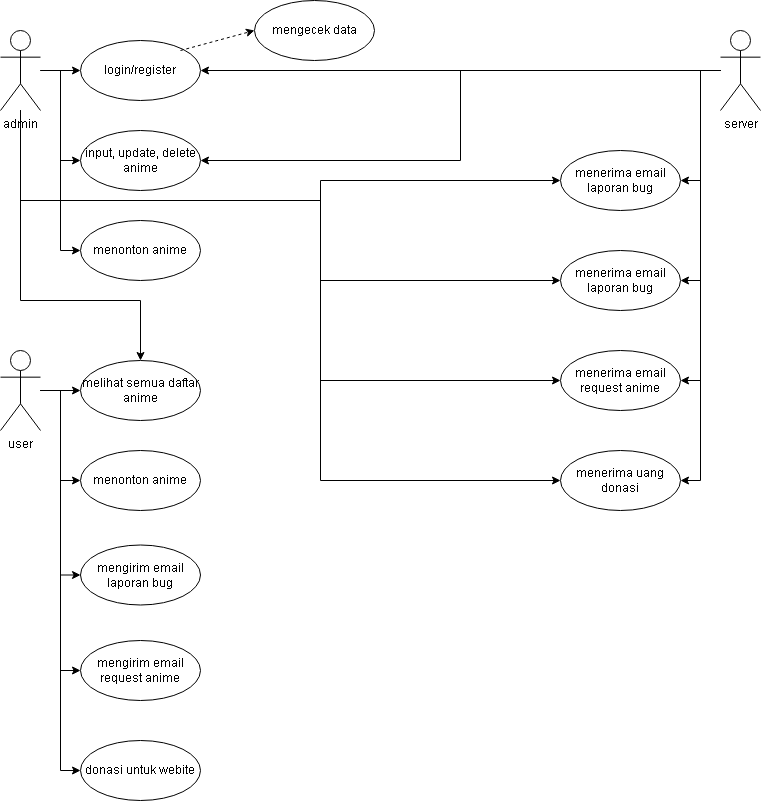 mengecek data
login/register
admin
server
input, update, delete
anime
menerima email
laporan bug
menonton anime
menerima email
laporan bug
melihat semua daftar
anime
menerima email
request anime
user
menonton anime
menerima uang
donasi
mengirim email
laporan bug
mengirim email
request anime
donasi untuk webite